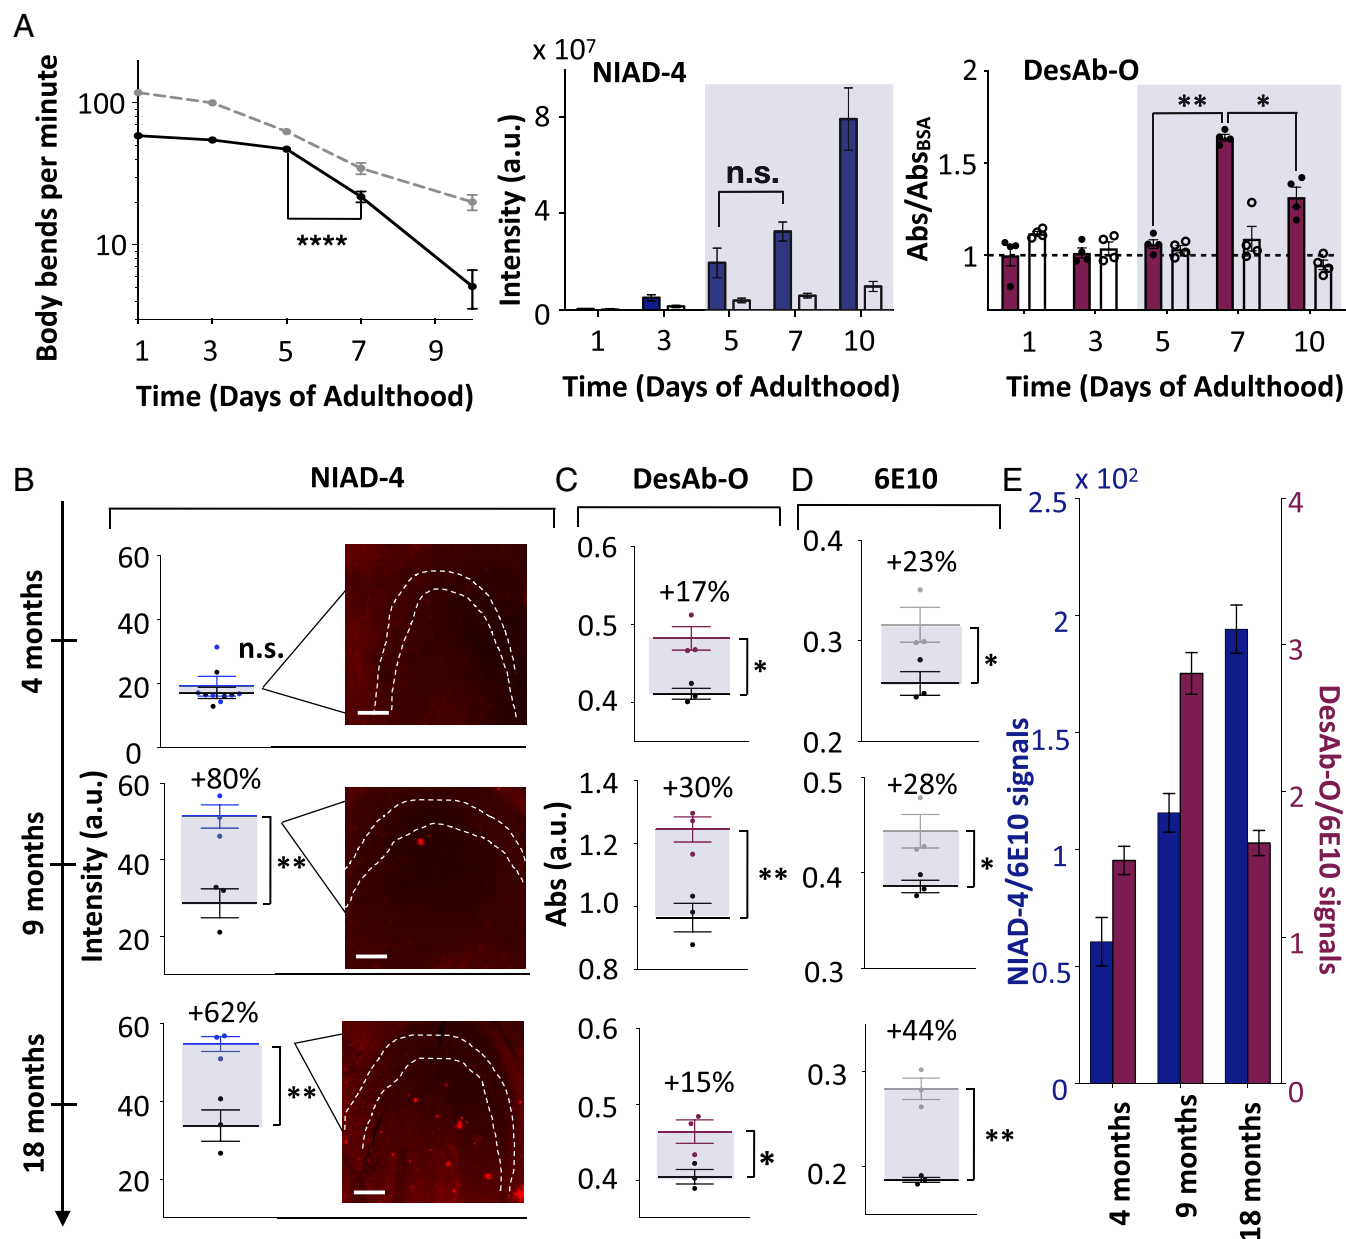 A
Body bends per minute
100
10
****
1 3 5 7 9
Time (Days of Adulthood)
x 10⁷
NIAD-4
Intensity (a.u.)
8
4
0
n.s.
1 3 5 7 10
Time (Days of Adulthood)
DesAb-O
Abs/AbsBSA
2
1.5
1
** *
1 3 5 7 10
Time (Days of Adulthood)
B NIAD-4
4 months
9 months
18 months
Intensity (a.u.)
60
40
20
0
n.s.
60
40
20
+80%
**
60
40
20
+62%
**
C DesAb-O
Abs (a.u.)
0.6
0.5
0.4
+17%
*
1.4
1.2
1.0
0.8
+30%
**
0.6
0.5
0.4
+15%
*
D 6E10
0.4
0.3
0.2
+23%
*
0.5
0.4
0.3
+28%
*
0.3
0.2
+44%
**
E x 10²
NIAD-4/6E10 signals
2.5
2
1.5
1
0.5
0
DesAb-O/6E10 signals
4
3
2
1
0
4 months
9 months
18 months